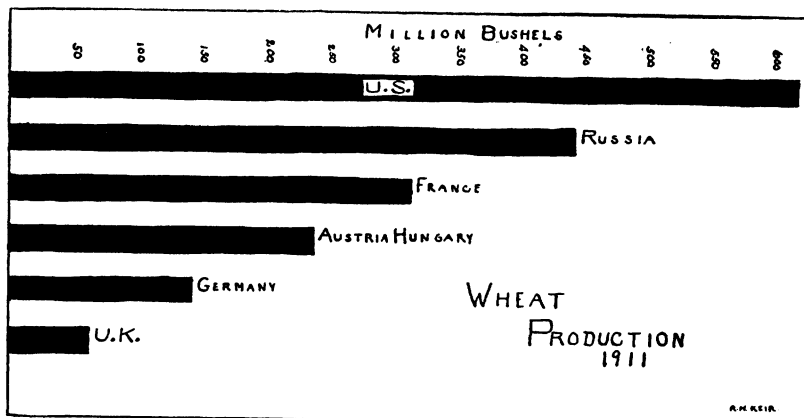 MILLION BUSHELS
50 100 150 200 250 300 350 400 450 500 550 600
U.S.
RUSSIA
FRANCE
AUSTRIA HUNGARY
GERMANY
U.K.
WHEAT
PRODUCTION
1911
R.M.KEIR